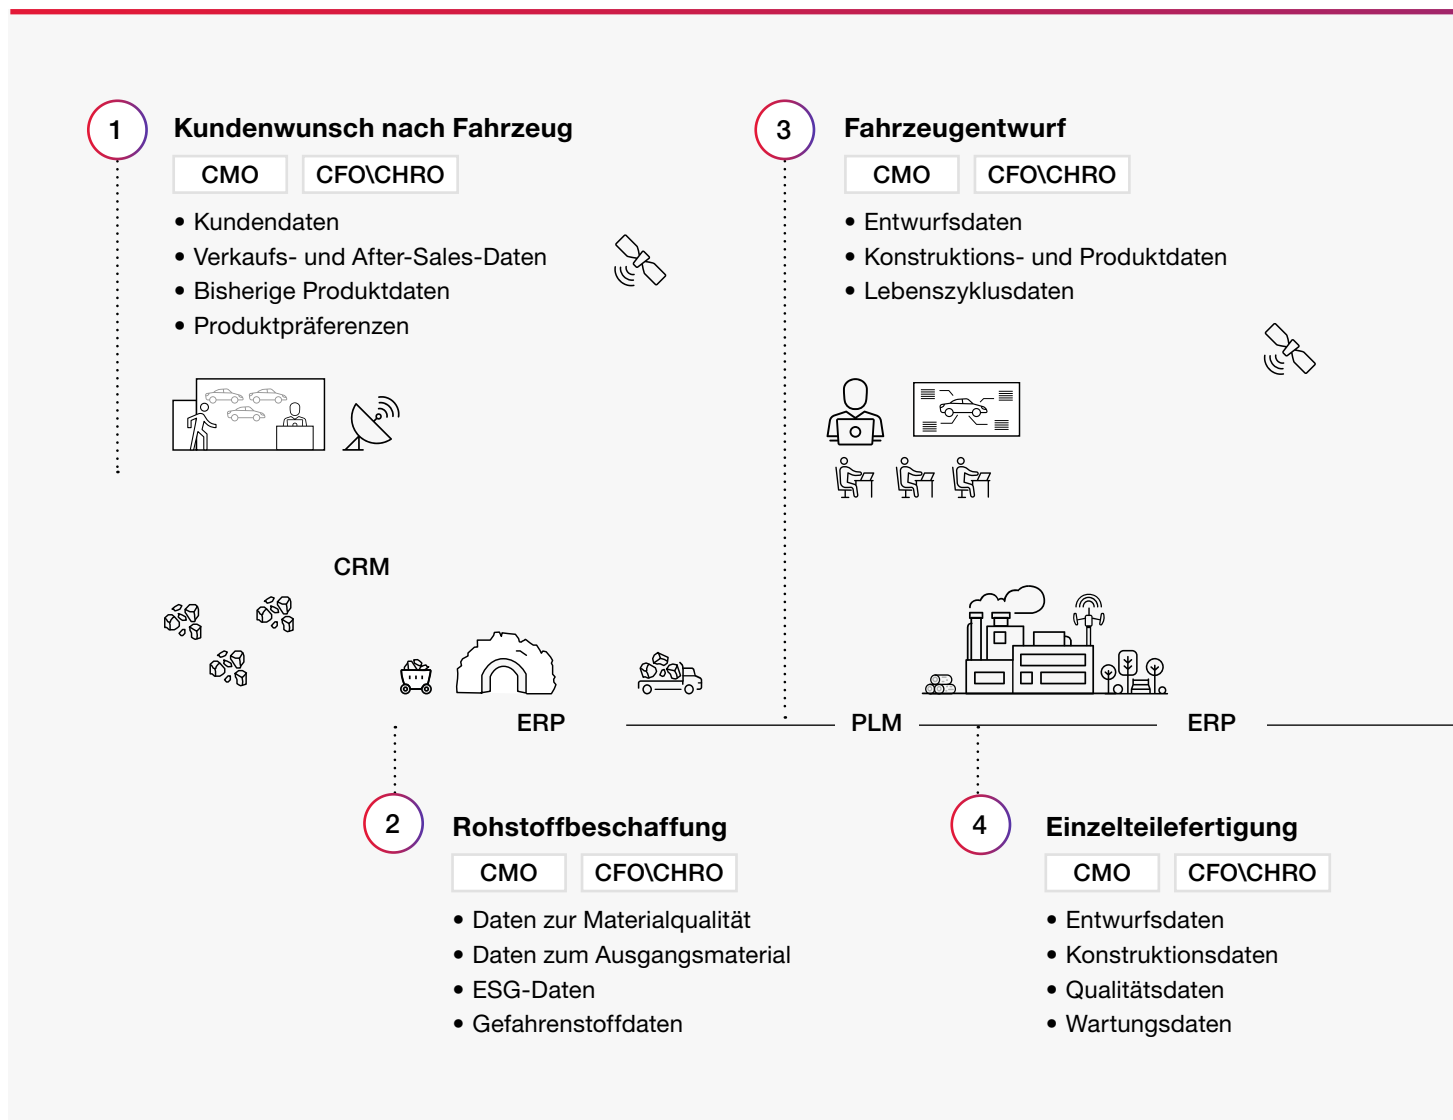 1
Kundenwunsch nach Fahrzeug
CMO
CFO\CHRO
• Kundendaten
• Verkaufs- und After-Sales-Daten
• Bisherige Produktdaten
• Produktpräferenzen
3
Fahrzeugentwurf
CMO
CFO\CHRO
• Entwurfsdaten
• Konstruktions- und Produktdaten
• Lebenszyklusdaten
CRM
ERP
PLM
ERP
2
Rohstoffbeschaffung
CMO
CFO\CHRO
• Daten zur Materialqualität
• Daten zum Ausgangsmaterial
• ESG-Daten
• Gefahrenstoffdaten
4
Einzelteilefertigung
CMO
CFO\CHRO
• Entwurfsdaten
• Konstruktionsdaten
• Qualitätsdaten
• Wartungsdaten